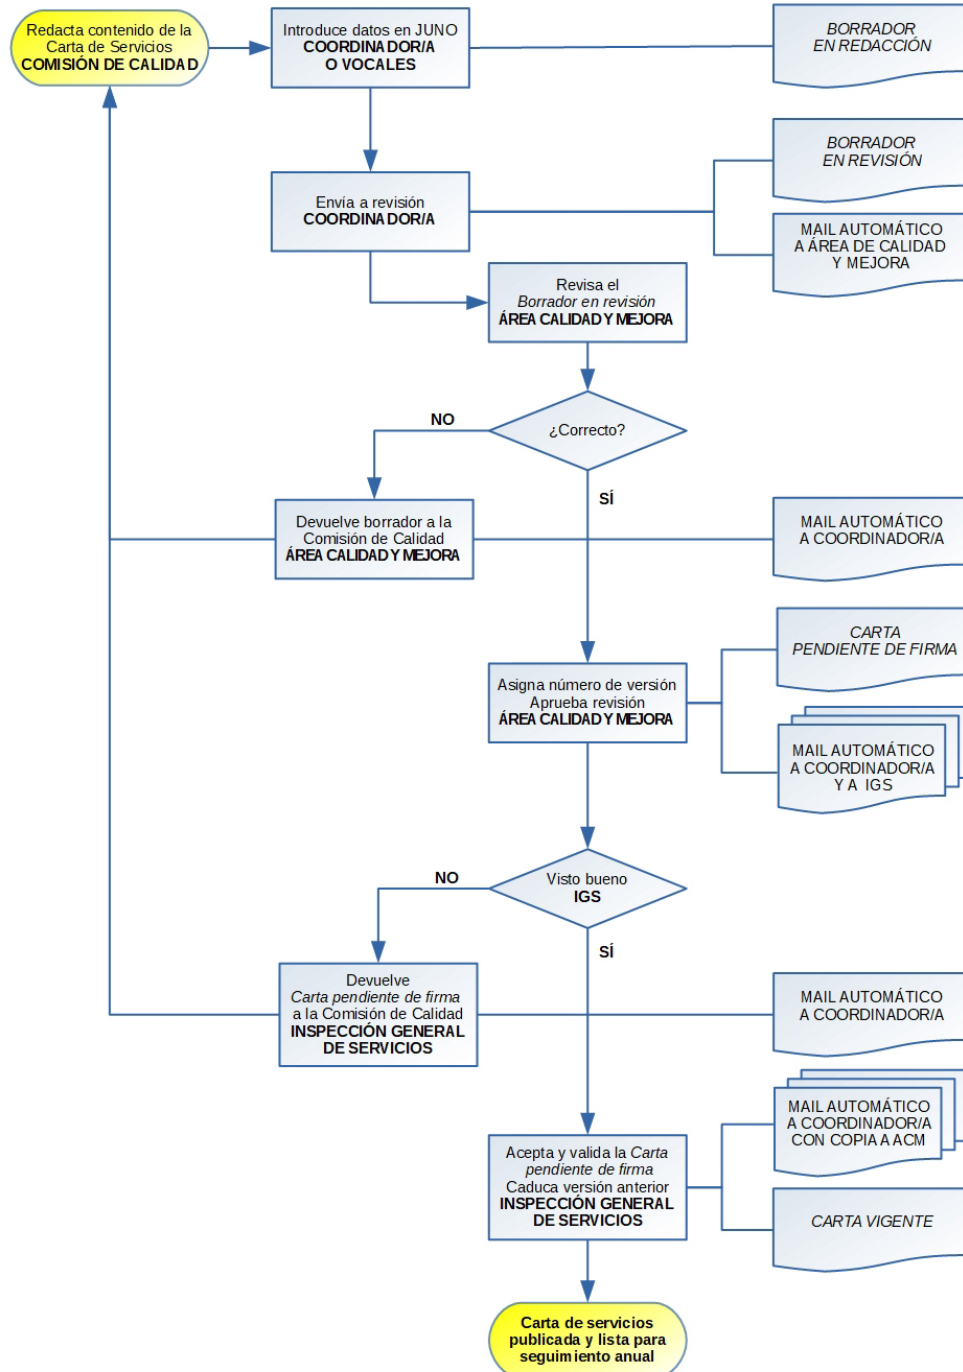 Redacta contenido de la
Carta de Servicios
COMISIÓN DE CALIDAD
Introduce datos en JUNO
COORDINADOR/A
O VOCALES
BORRADOR
EN REDACCIÓN
Envía a revisión
COORDINADOR/A
BORRADOR
EN REVISIÓN
MAIL AUTOMÁTICO
A ÁREA DE CALIDAD
Y MEJORA
Revisa el
Borrador en revisión
ÁREA CALIDAD Y MEJORA
¿Correcto?
NO
SÍ
Devuelve borrador a la
Comisión de Calidad
ÁREA CALIDAD Y MEJORA
MAIL AUTOMÁTICO
A COORDINADOR/A
Asigna número de versión
Aprueba revisión
ÁREA CALIDAD Y MEJORA
CARTA
PENDIENTE DE FIRMA
MAIL AUTOMÁTICO
A COORDINADOR/A
Y A IGS
Visto bueno
IGS
NO
SÍ
Devuelve
Carta pendiente de firma
a la Comisión de Calidad
INSPECCIÓN GENERAL
DE SERVICIOS
MAIL AUTOMÁTICO
A COORDINADOR/A
MAIL AUTOMÁTICO
A COORDINADOR/A
CON COPIA A ACM
Acepta y valida la Carta
pendiente de firma
Caduca versión anterior
INSPECCIÓN GENERAL
DE SERVICIOS
CARTA VIGENTE
Carta de servicios
publicada y lista para
seguimiento anual